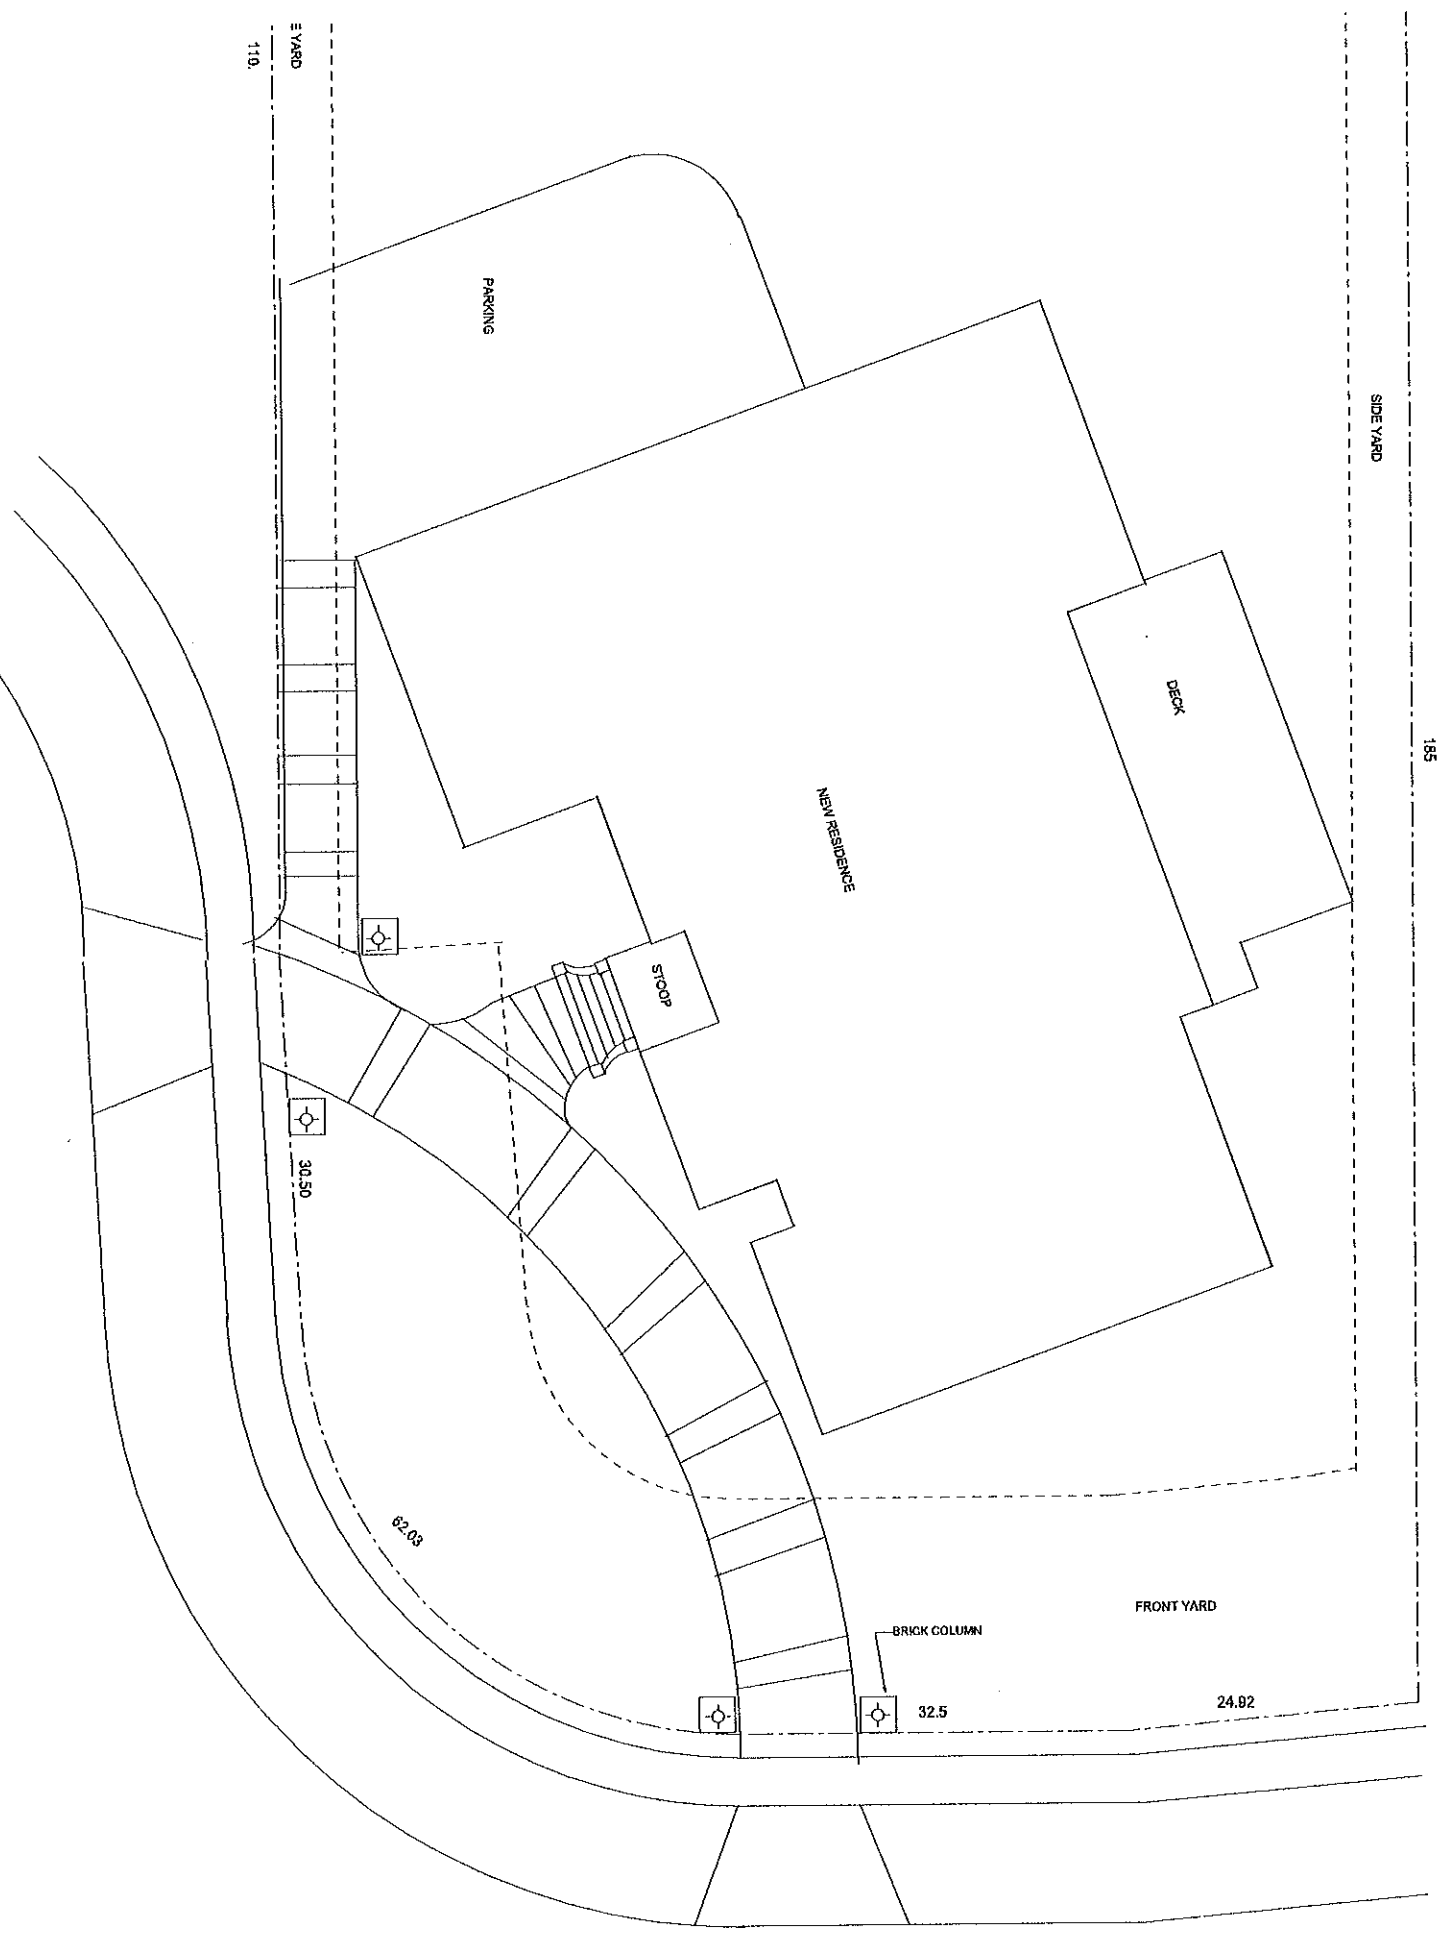 E YARD
110.
PARKING
SIDE YARD
DECK
185
NEW RESIDENCE
STOOP
30.50
62.03
FRONT YARD
BRICK COLUMN
32.5
24.92